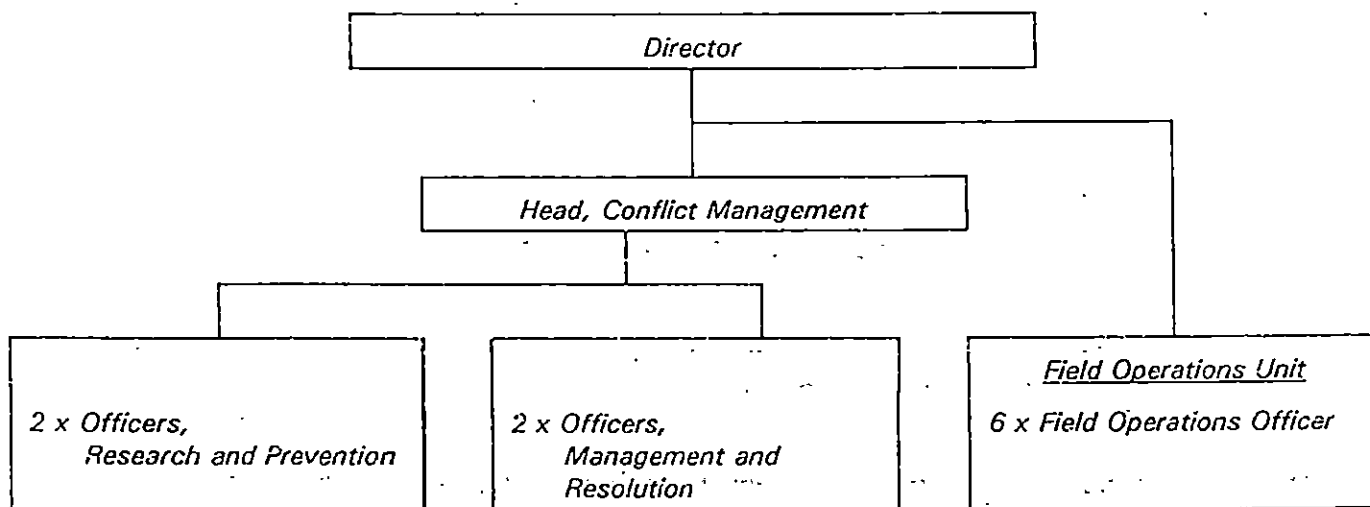 Director
Head, Conflict Management
2 x Officers,
Research and Prevention
2 x Officers,
Management and
Resolution
Field Operations Unit
6 x Field Operations Officer